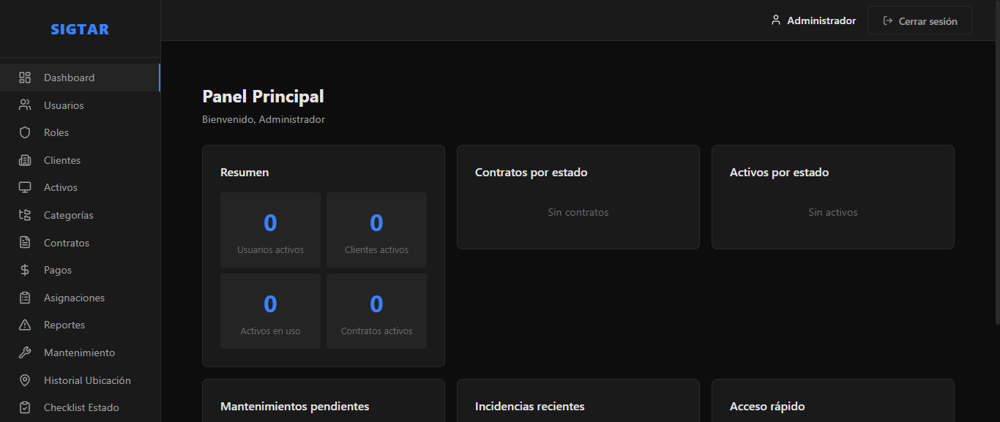 SIGTAR
Administrador
Cerrar sesión
Dashboard
Usuarios
Roles
Clientes
Activos
Categorías
Contratos
Pagos
Asignaciones
Reportes
Mantenimiento
Historial Ubicación
Checklist Estado
Panel Principal
Bienvenido, Administrador
Resumen
0
Usuarios activos
0
Clientes activos
0
Activos en uso
0
Contratos activos
Contratos por estado
Sin contratos
Activos por estado
Sin activos
Mantenimientos pendientes
Incidencias recientes
Acceso rápido